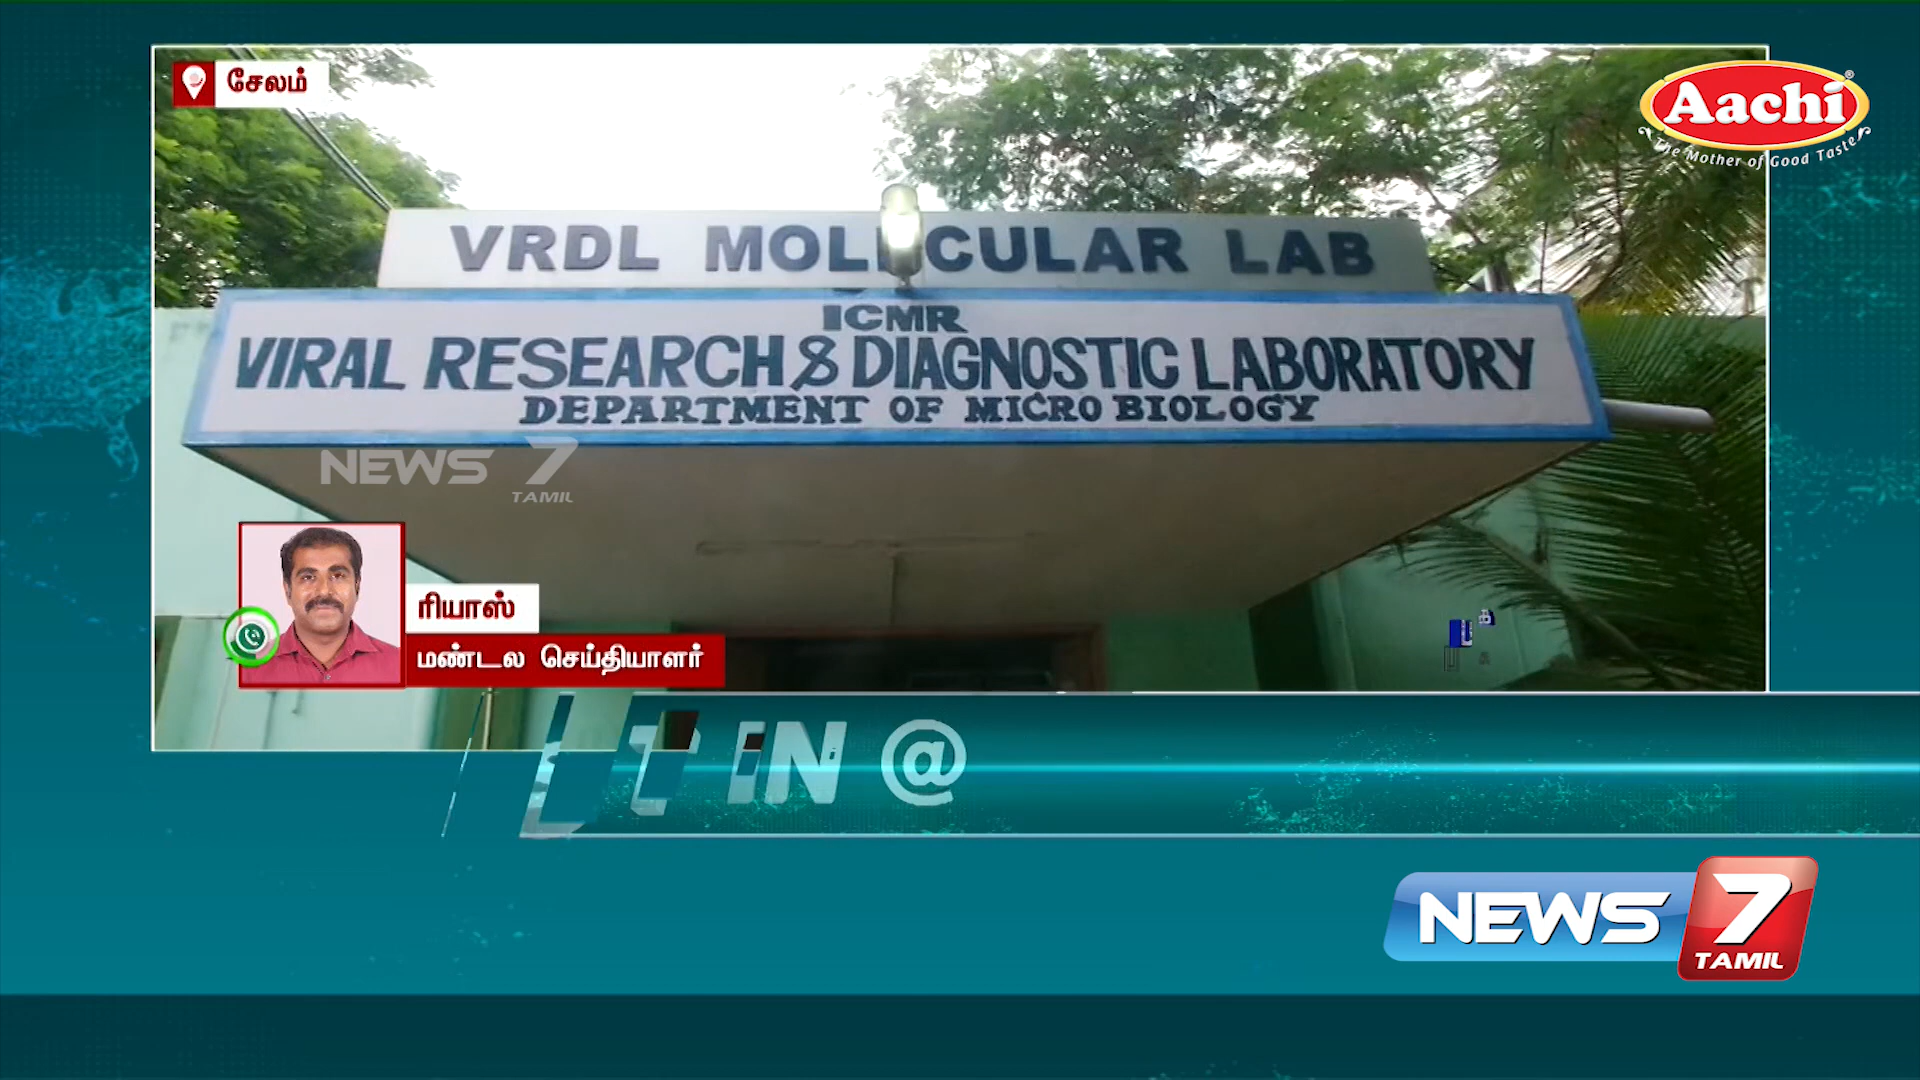 சேலம்
Aachi
The Mother of Good Taste
VRDL MOLECULAR LAB
ICMR
VIRAL RESEARCH & DIAGNOSTIC LABORATORY
DEPARTMENT OF MICRO BIOLOGY
NEWS 7
TAMIL
ரியாஸ்
மண்டல செய்தியாளர்
IN @
NEWS 7
TAMIL